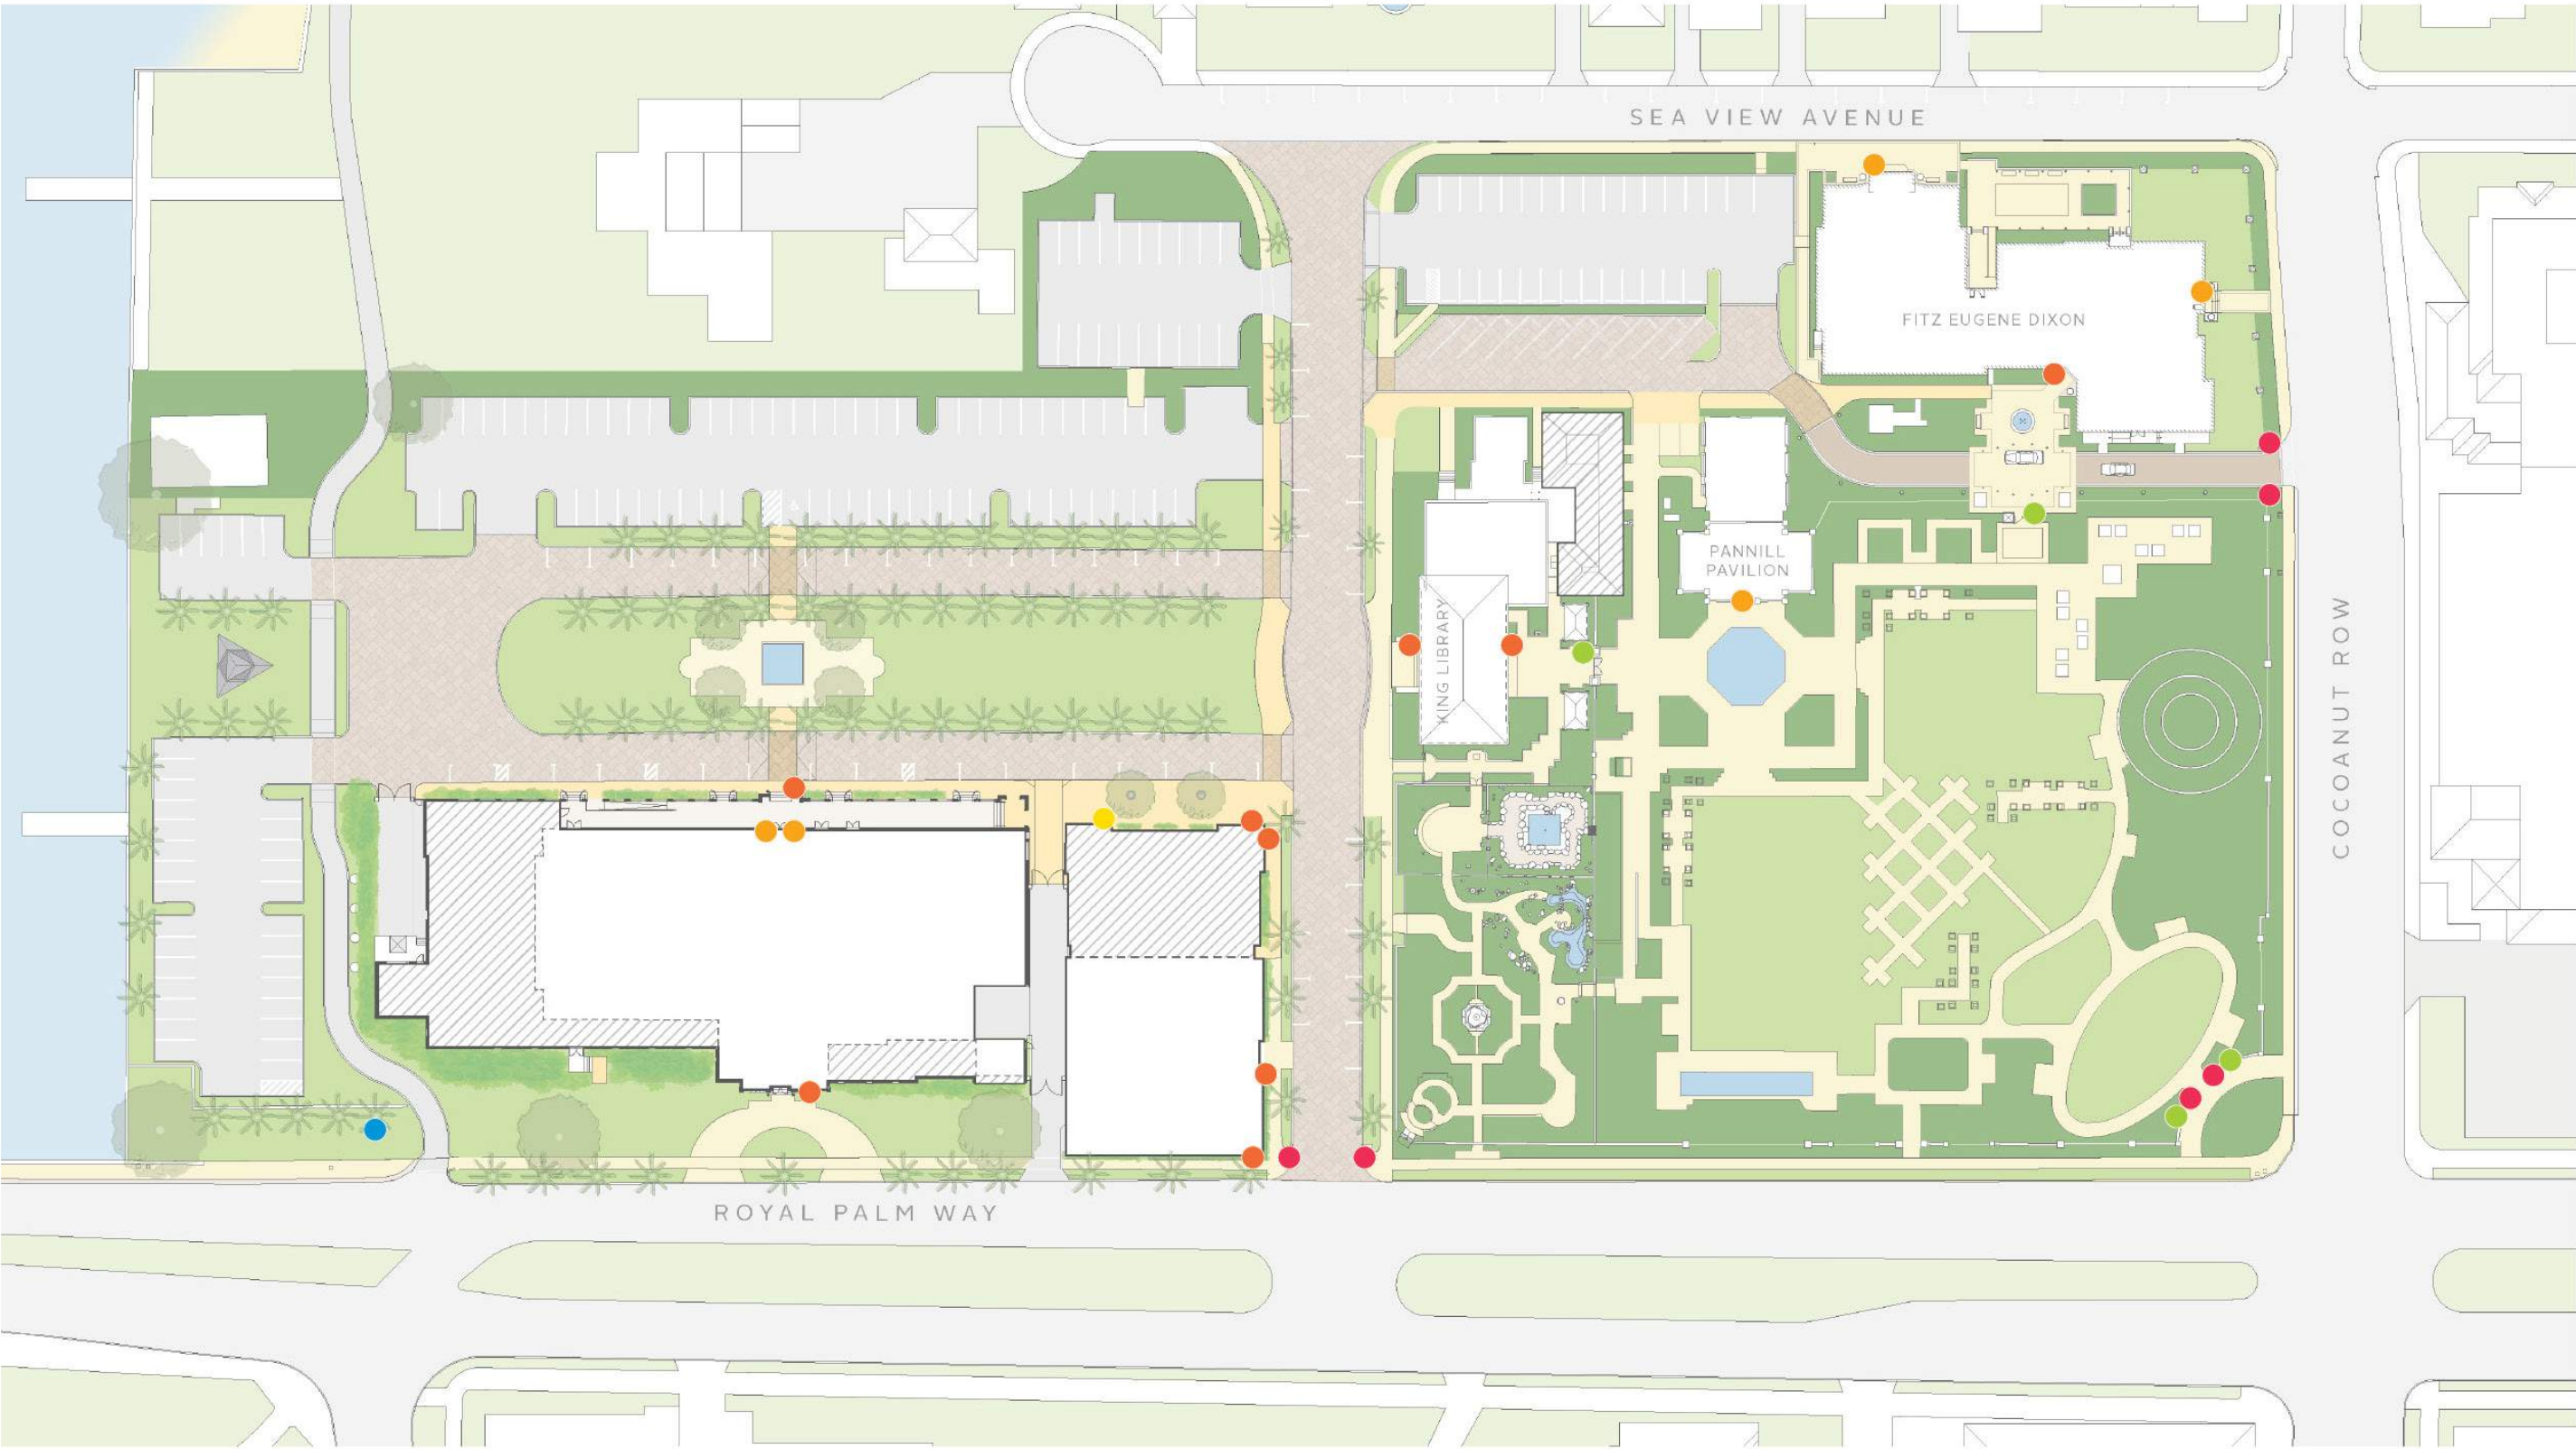 SEA VIEW AVENUE
FITZ EUGENE DIXON
PANNILL
PAVILION
KING LIBRARY
COCOANUT ROW
ROYAL PALM WAY